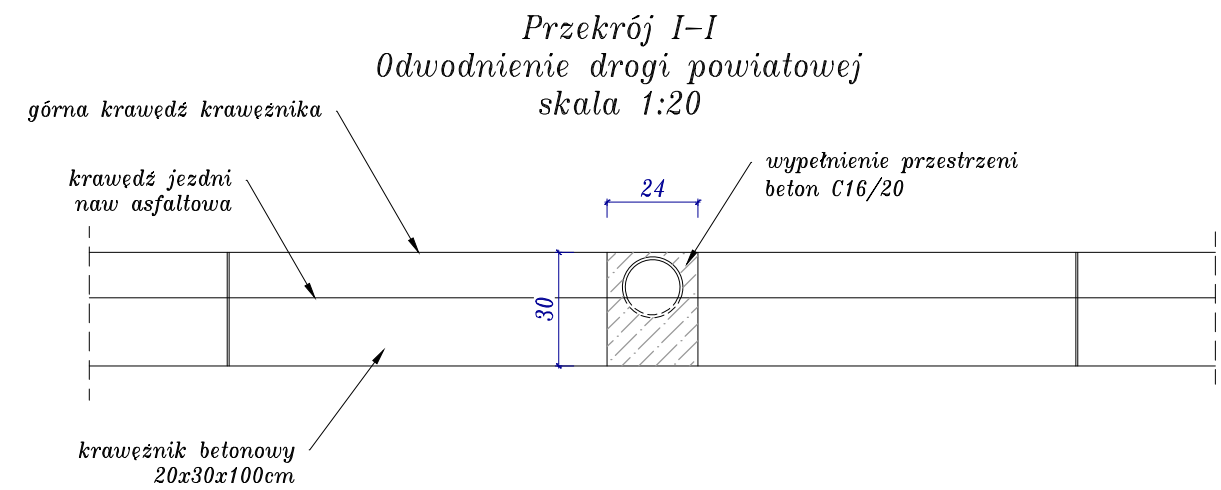 Przekrój I-I
Odwodnienie drogi powiatowej
skala 1:20
górna krawędź krawężnika
krawędź jezdni
naw asfaltowa
wypełnienie przestrzeni
beton C16/20
24
30
krawężnik betonowy
20x30x100cm